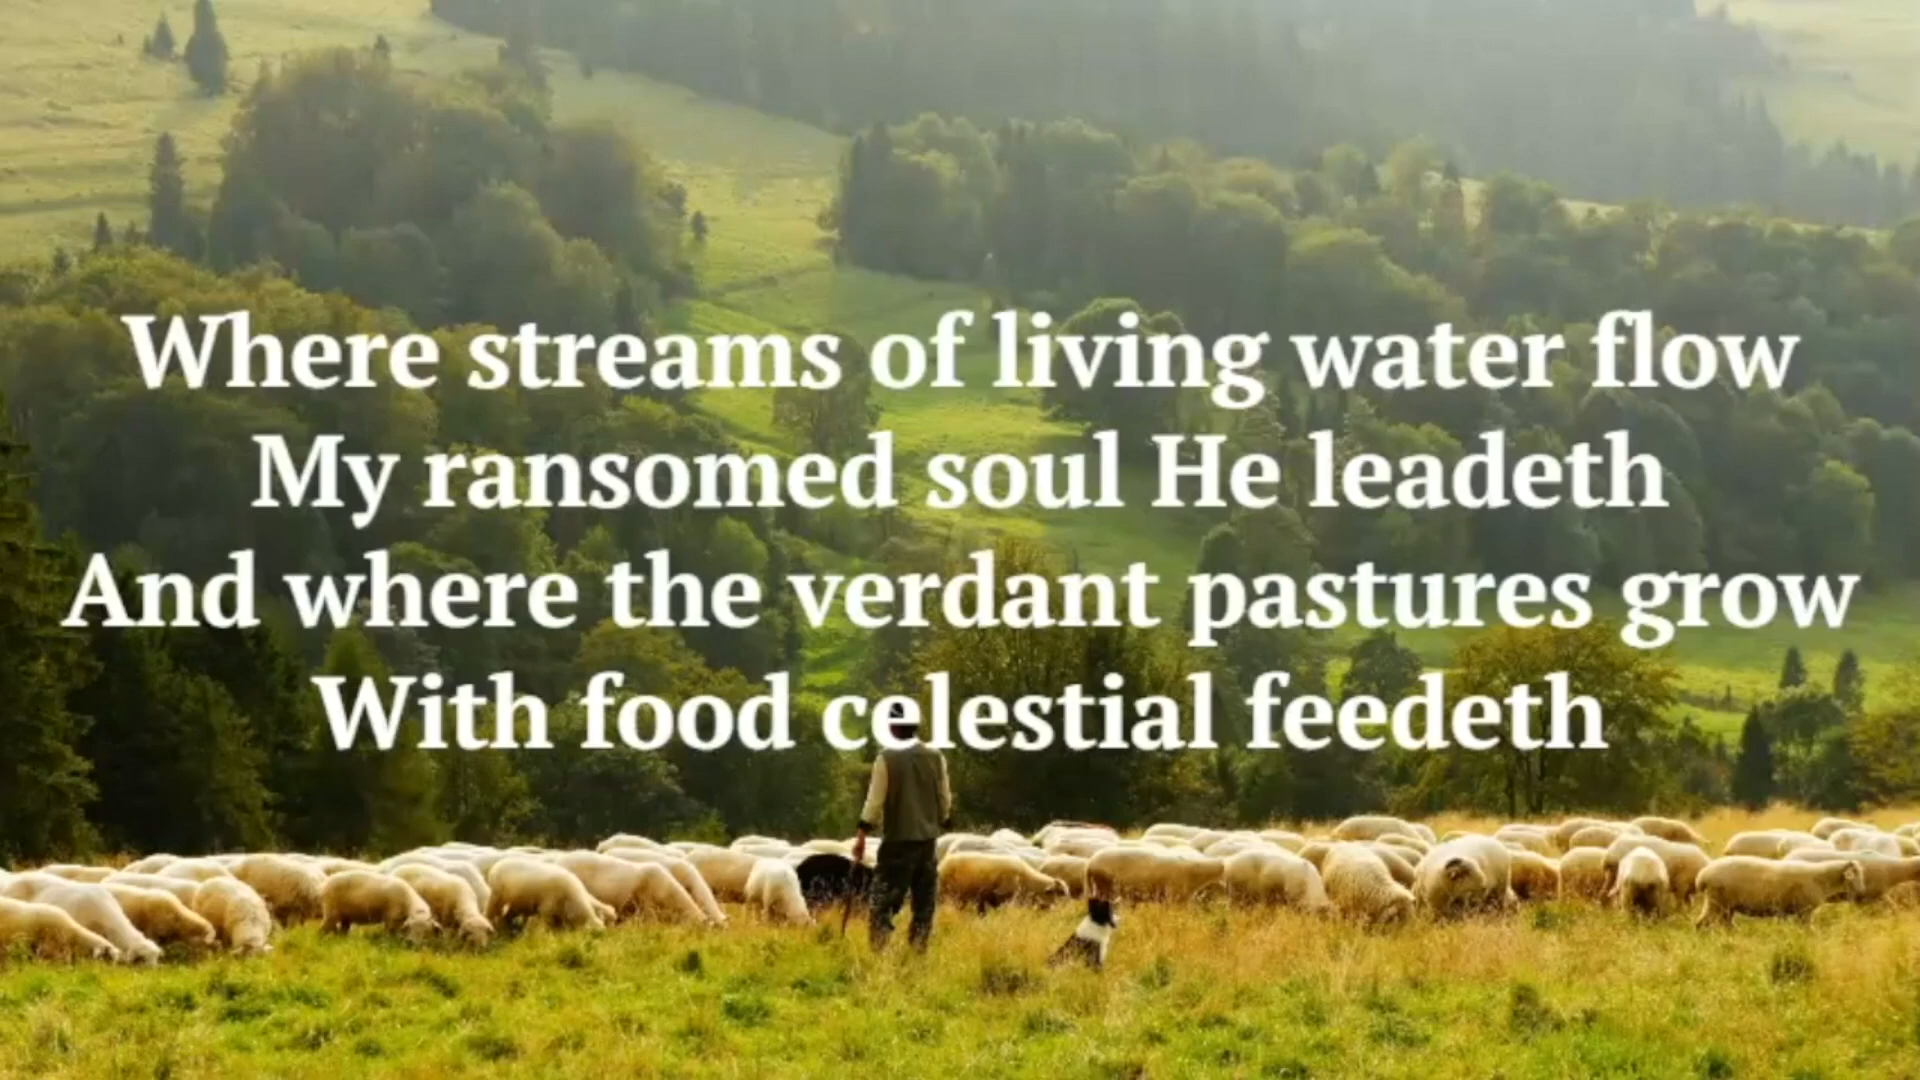 Where streams of living water flow
My ransomed soul He leadeth
And where the verdant pastures grow
With food celestial feedeth